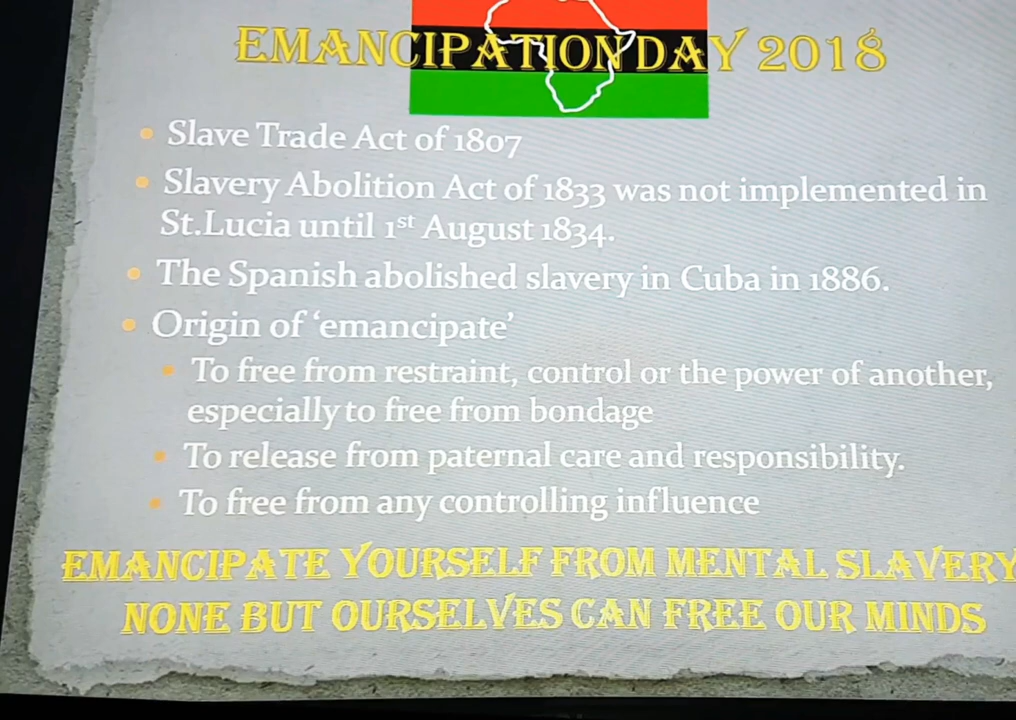 EMANCIPATION DAY 2018
• Slave Trade Act of 1807
• Slavery Abolition Act of 1833 was not implemented in
St.Lucia until 1st August 1834.
• The Spanish abolished slavery in Cuba in 1886.
• Origin of ‘emancipate’
• To free from restraint, control or the power of another,
especially to free from bondage
• To release from paternal care and responsibility.
• To free from any controlling influence
EMANCIPATE YOURSELF FROM MENTAL SLAVERY
NONE BUT OURSELVES CAN FREE OUR MINDS